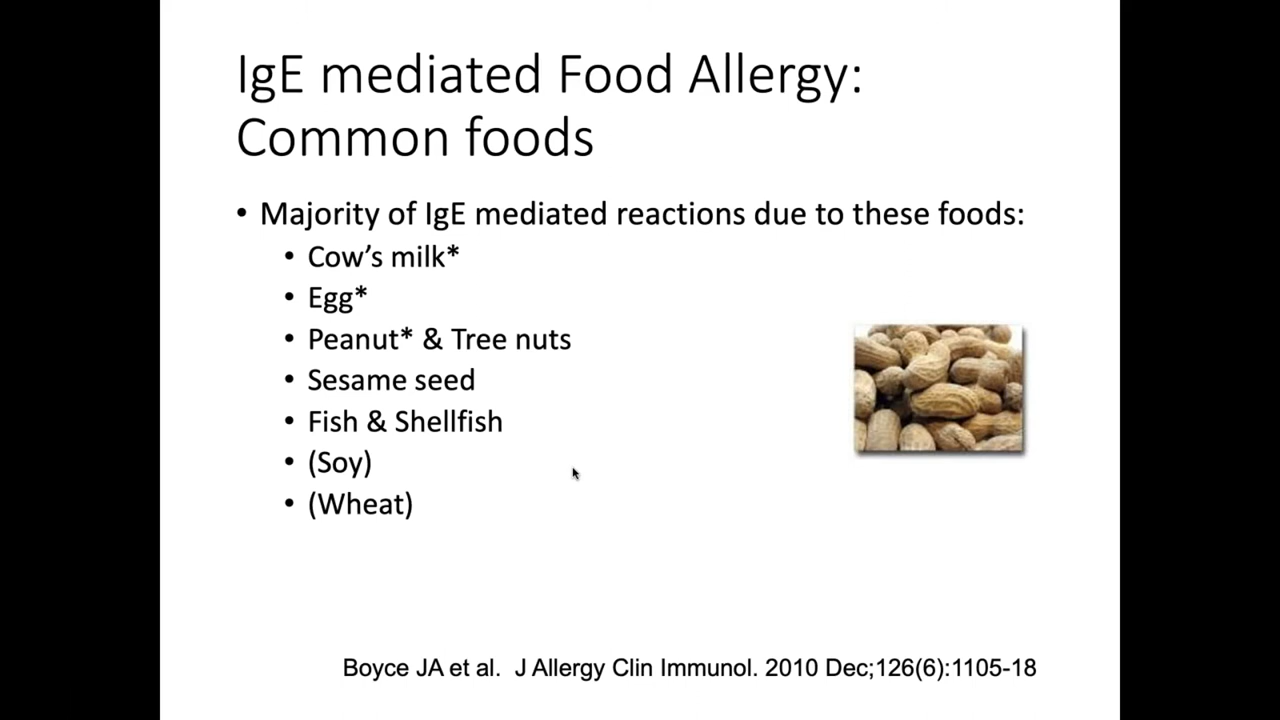 IgE mediated Food Allergy:
Common foods
• Majority of IgE mediated reactions due to these foods:
• Cow’s milk*
• Egg*
• Peanut* & Tree nuts
• Sesame seed
• Fish & Shellfish
• (Soy)
• (Wheat)
Boyce JA et al.  J Allergy Clin Immunol. 2010 Dec;126(6):1105-18